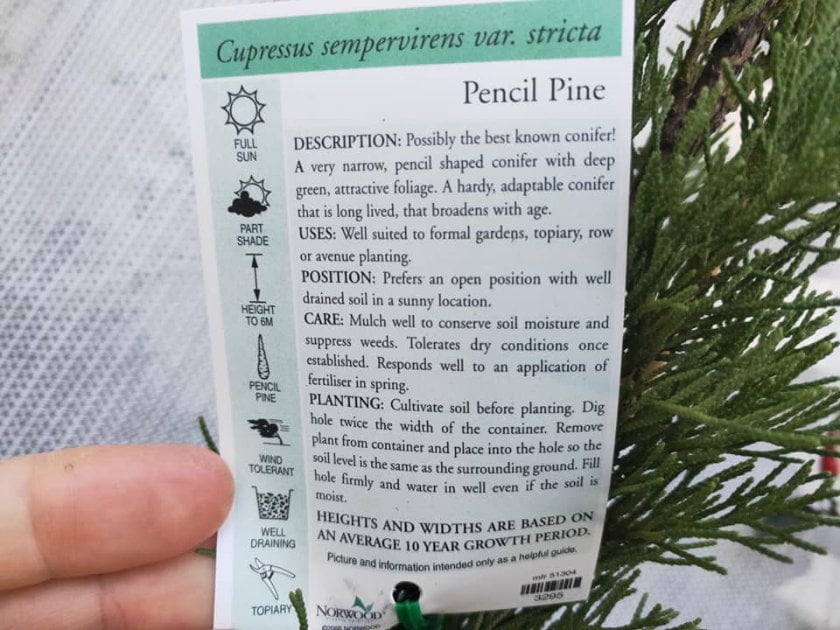 Cupressus sempervirens var. stricta
Pencil Pine
FULL
SUN
PART
SHADE
HEIGHT
TO 6M
PENCIL
PINE
WIND
TOLERANT
WELL
DRAINING
TOPIARY
DESCRIPTION: Possibly the best known conifer!
A very narrow, pencil shaped conifer with deep
green, attractive foliage. A hardy, adaptable conifer
that is long lived, that broadens with age.
USES: Well suited to formal gardens, topiary, row
or avenue planting.
POSITION: Prefers an open position with well
drained soil in a sunny location.
CARE: Mulch well to conserve soil moisture and
suppress weeds. Tolerates dry conditions once
established. Responds well to an application of
fertiliser in spring.
PLANTING: Cultivate soil before planting. Dig
hole twice the width of the container. Remove
plant from container and place into the hole so the
soil level is the same as the surrounding ground. Fill
hole firmly and water in well even if the soil is
moist.
HEIGHTS AND WIDTHS ARE BASED ON
AN AVERAGE 10 YEAR GROWTH PERIOD.
Picture and information intended only as a helpful guide.
mfr 51304
3295
NORWOOD
NORWOOD